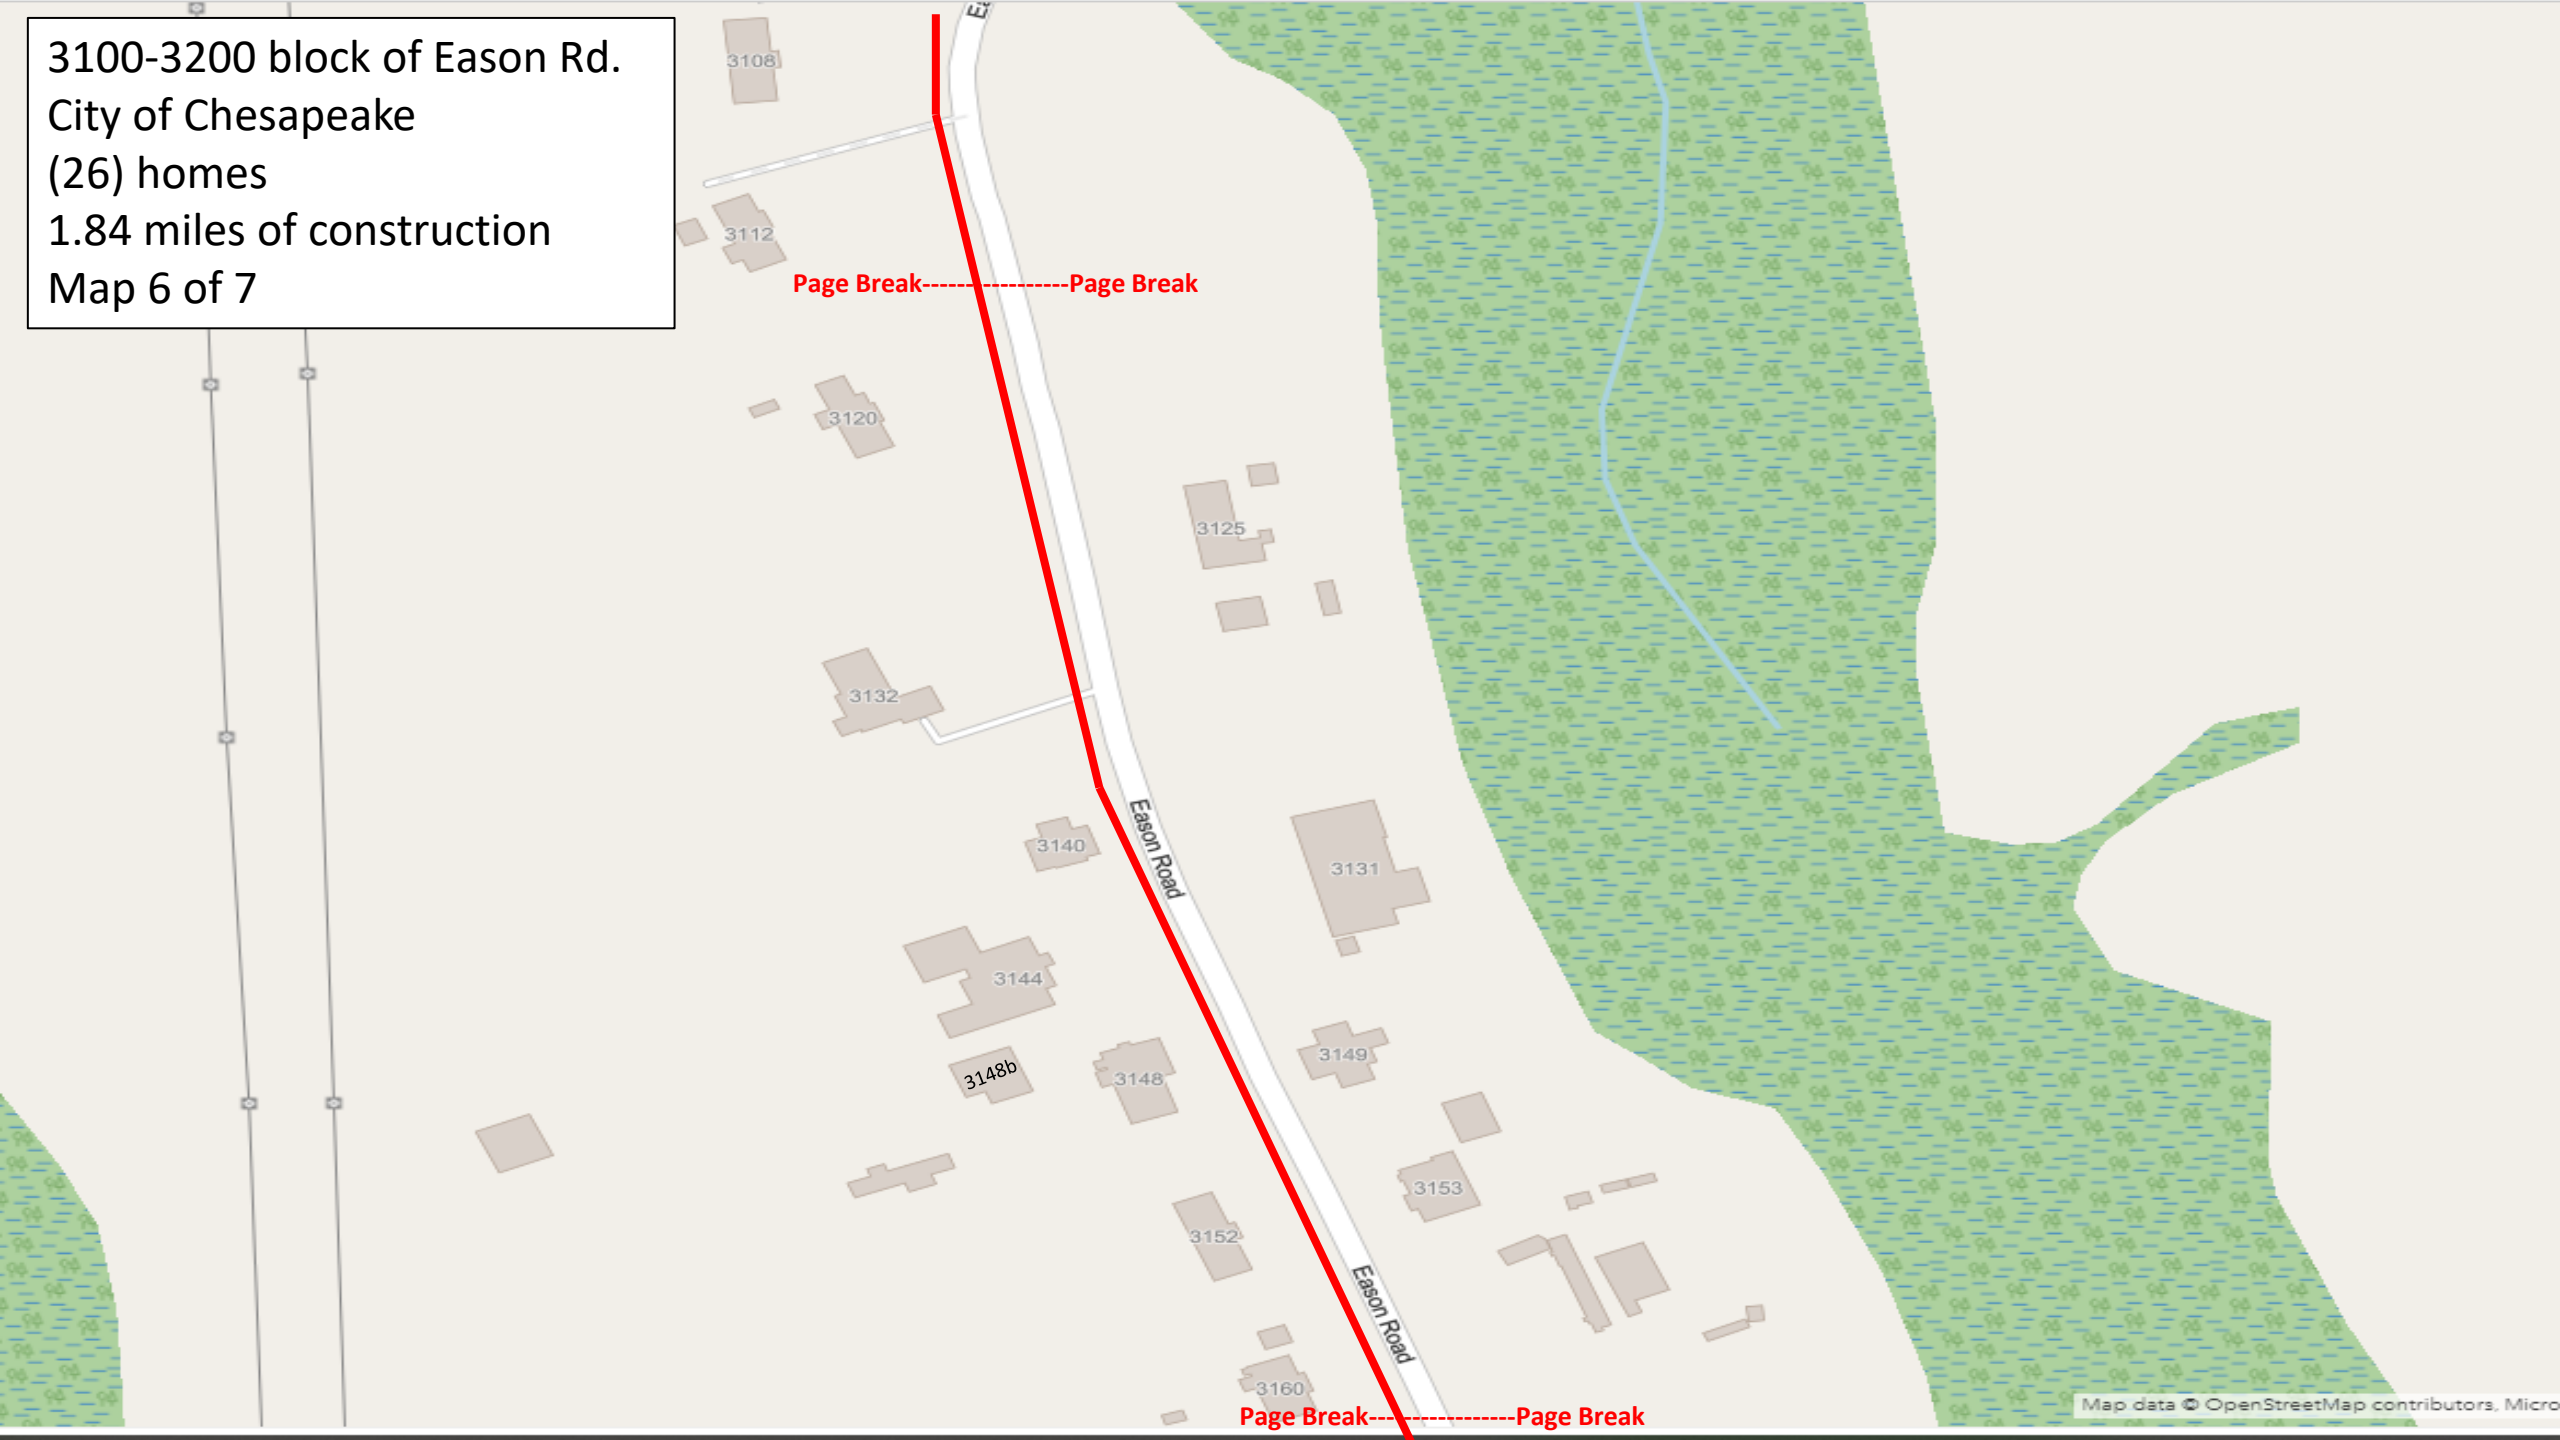 3100-3200 block of Eason Rd.
City of Chesapeake
(26) homes
1.84 miles of construction
Map 6 of 7
3108
3112
Page Break-----------------Page Break
3120
3125
3132
Eason Road
3140
3131
3144
3149
3148b
3148
3153
3152
Eason Road
3160
Page Break-----------------Page Break
Map data © OpenStreetMap contributors, Micro